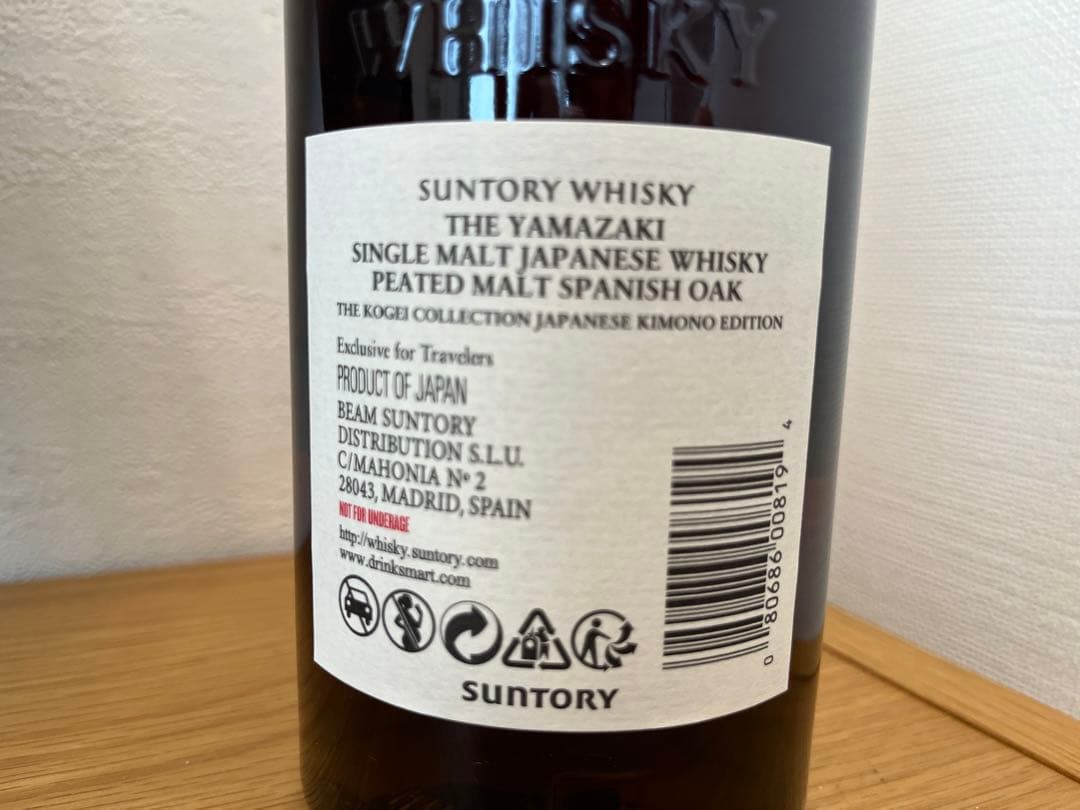 WHISKY
SUNTORY WHISKY
THE YAMAZAKI
SINGLE MALT JAPANESE WHISKY
PEATED MALT SPANISH OAK
THE KOGEI COLLECTION JAPANESE KIMONO EDITION
Exclusive for Travelers
PRODUCT OF JAPAN
BEAM SUNTORY
DISTRIBUTION S.L.U.
C/MAHONIA Nº 2
28043, MADRID, SPAIN
NOT FOR UNDERAGE
http://whisky.suntory.com
www.drinksmart.com
0 80686 00819 4
SUNTORY